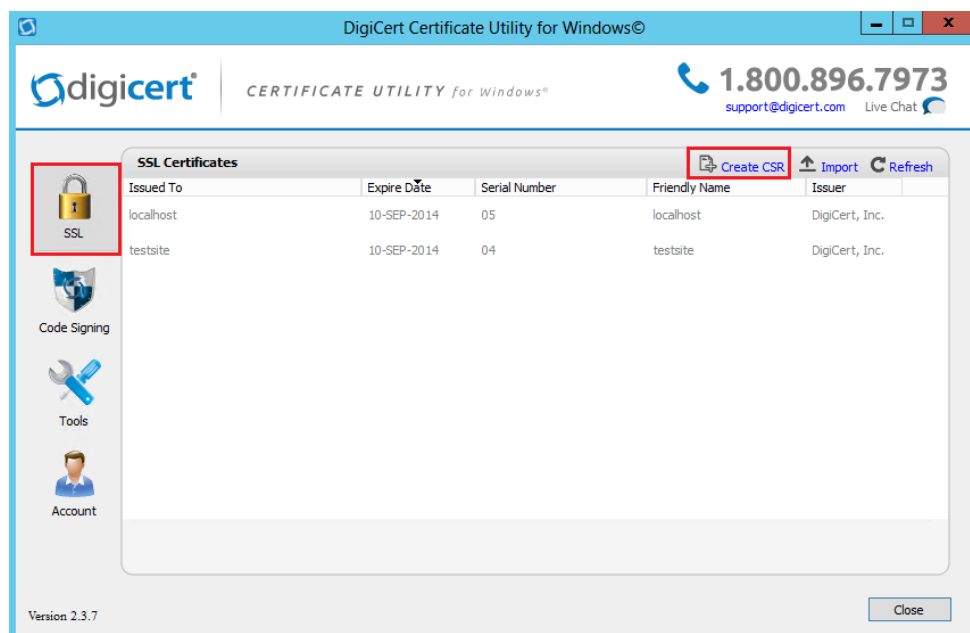 DigiCert Certificate Utility for Windows©
digicert®
CERTIFICATE UTILITY for Windows®
1.800.896.7973
support@digicert.com Live Chat
SSL Certificates
Create CSR Import Refresh
Issued To Expire Date Serial Number Friendly Name Issuer
localhost 10-SEP-2014 05 localhost DigiCert, Inc.
testsite 10-SEP-2014 04 testsite DigiCert, Inc.
SSL
Code Signing
Tools
Account
Version 2.3.7
Close